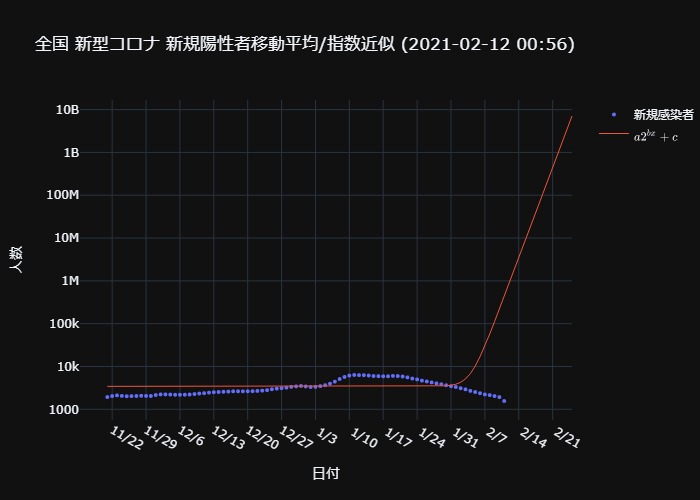 全国 新型コロナ 新規陽性者移動平均/指数近似 (2021-02-12 00:56)
新規感染者
a2^{bx} + c
人数
10B
1B
100M
10M
1M
100k
10k
1000
11/22
11/29
12/6
12/13
12/20
12/27
1/3
1/10
1/17
1/24
1/31
2/7
2/14
2/21
日付